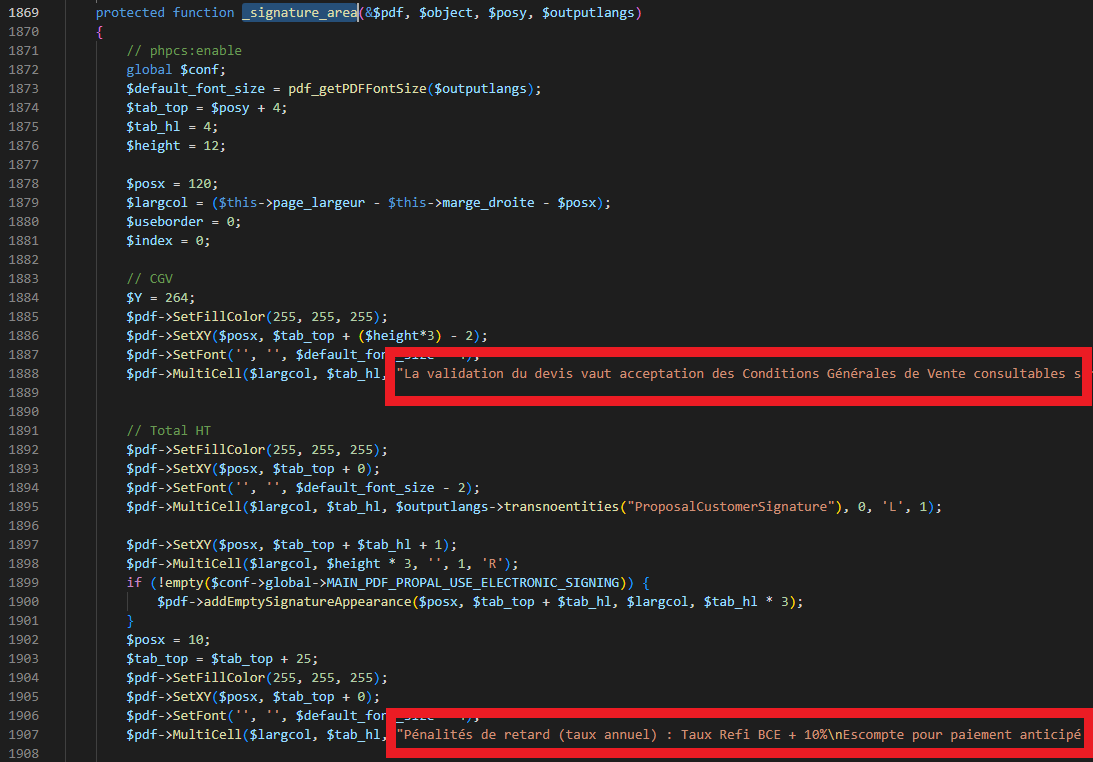 1869 protected function _signature_area(&$pdf, $object, $posy, $outputlangs)
1870 {
1871 // phpcs:enable
1872 global $conf;
1873 $default_font_size = pdf_getPDFFontSize($outputlangs);
1874 $tab_top = $posy + 4;
1875 $tab_hl = 4;
1876 $height = 12;
1877
1878 $posx = 120;
1879 $largcol = ($this->page_largeur - $this->marge_droite - $posx);
1880 $useborder = 0;
1881 $index = 0;
1882
1883 // CGV
1884 $Y = 264;
1885 $pdf->SetFillColor(255, 255, 255);
1886 $pdf->SetXY($posx, $tab_top + ($height*3) - 2);
1887 $pdf->SetFont('', '', $default_font_size
1888 $pdf->MultiCell($largcol, $tab_hl, "La validation du devis vaut acceptation des Conditions Générales de Vente consultables s
1889
1890
1891 // Total HT
1892 $pdf->SetFillColor(255, 255, 255);
1893 $pdf->SetXY($posx, $tab_top + 0);
1894 $pdf->SetFont('', '', $default_font_size - 2);
1895 $pdf->MultiCell($largcol, $tab_hl, $outputlangs->transnoentities("ProposalCustomerSignature"), 0, 'L', 1);
1896
1897 $pdf->SetXY($posx, $tab_top + $tab_hl + 1);
1898 $pdf->MultiCell($largcol, $height * 3, '', 1, 'R');
1899 if (!empty($conf->global->MAIN_PDF_PROPAL_USE_ELECTRONIC_SIGNING)) {
1900 $pdf->addEmptySignatureAppearance($posx, $tab_top + $tab_hl, $largcol, $tab_hl * 3);
1901 }
1902 $posx = 10;
1903 $tab_top = $tab_top + 25;
1904 $pdf->SetFillColor(255, 255, 255);
1905 $pdf->SetXY($posx, $tab_top + 0);
1906 $pdf->SetFont('', '', $default_font_size
1907 $pdf->MultiCell($largcol, $tab_hl, "Pénalités de retard (taux annuel) : Taux Refi BCE + 10%\nEscompte pour paiement anticipé
1908